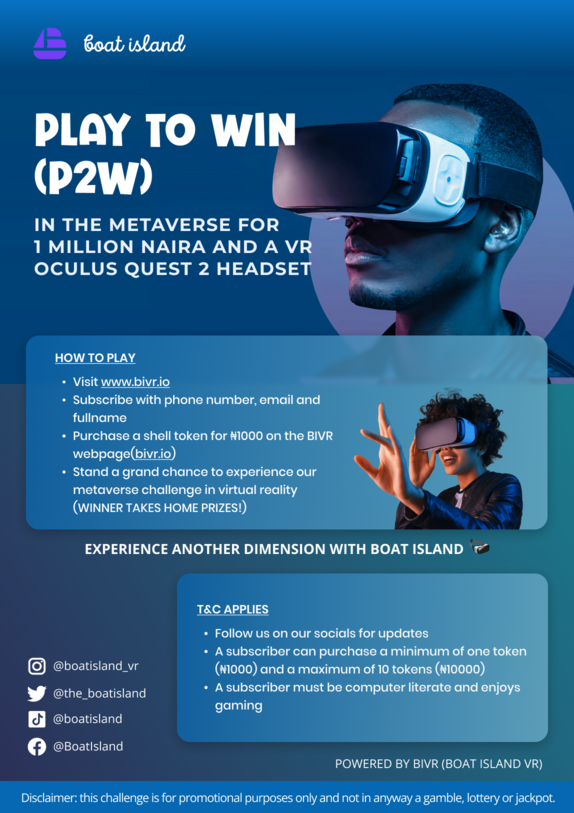 boat island
PLAY TO WIN
(P2W)
IN THE METAVERSE FOR
1 MILLION NAIRA AND A VR
OCULUS QUEST 2 HEADSET
HOW TO PLAY
• Visit www.bivr.io
• Subscribe with phone number, email and
fullname
• Purchase a shell token for ₦1000 on the BIVR
webpage(bivr.io)
• Stand a grand chance to experience our
metaverse challenge in virtual reality
(WINNER TAKES HOME PRIZES!)
EXPERIENCE ANOTHER DIMENSION WITH BOAT ISLAND
T&C APPLIES
• Follow us on our socials for updates
• A subscriber can purchase a minimum of one token
(₦1000) and a maximum of 10 tokens (₦10000)
• A subscriber must be computer literate and enjoys
gaming
@boatisland_vr
@the_boatisland
@boatisland
@BoatIsland
POWERED BY BIVR (BOAT ISLAND VR)
Disclaimer: this challenge is for promotional purposes only and not in anyway a gamble, lottery or jackpot.